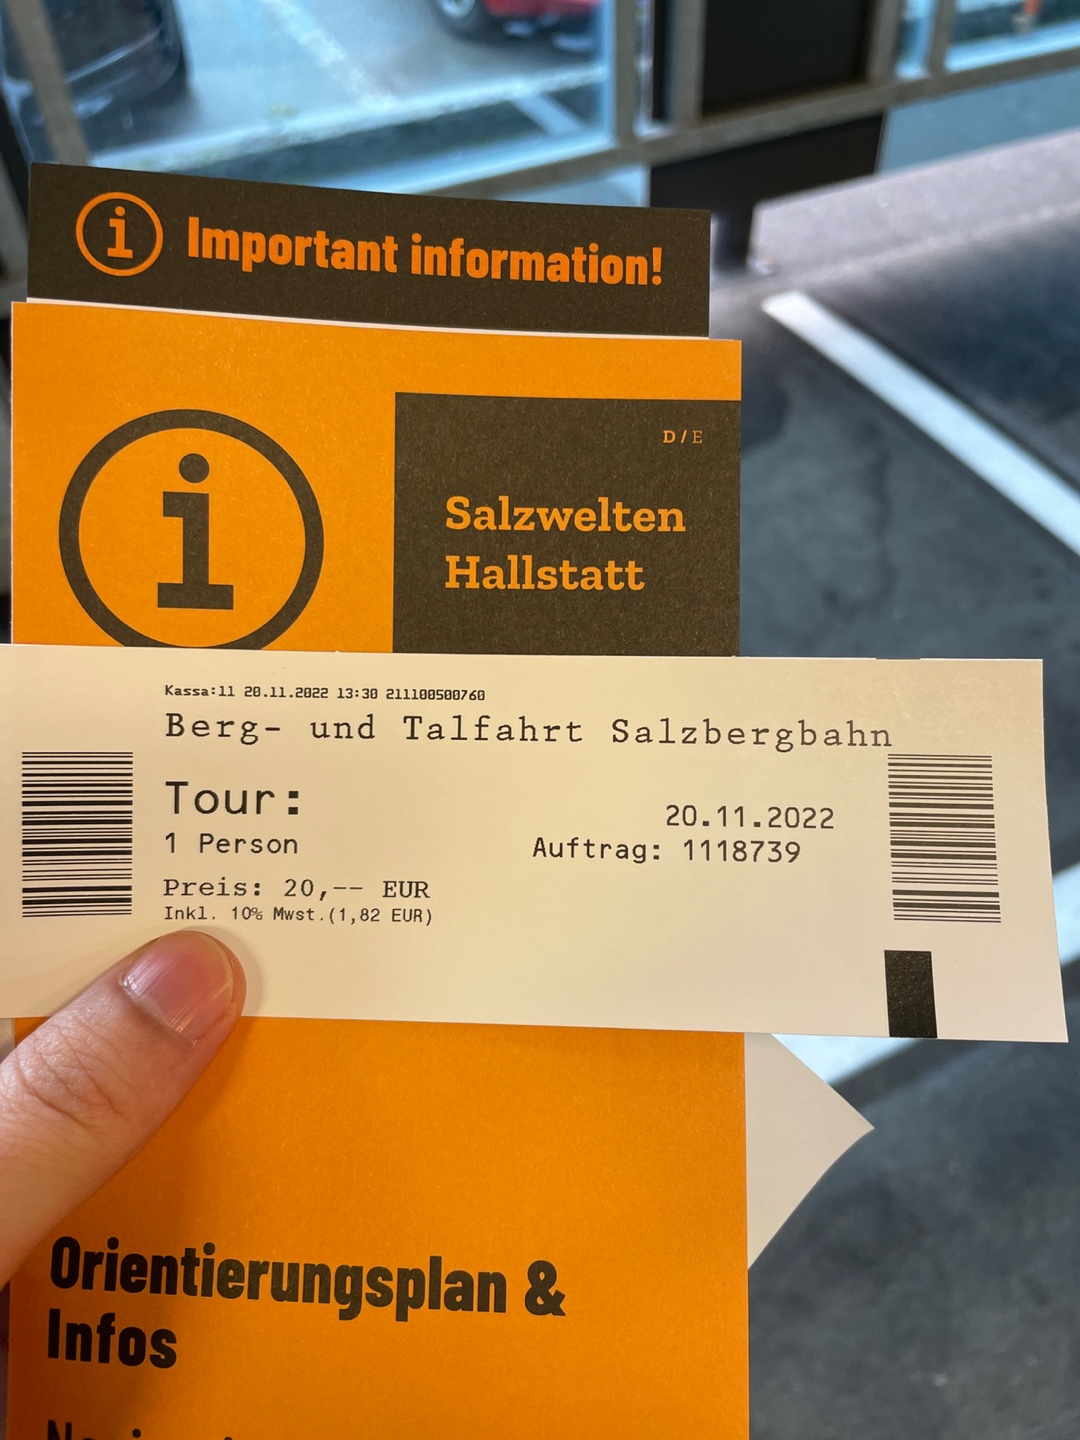 i Important information!
D/E
i
Salzwelten
Hallstatt
Kassa:11 20.11.2022 13:30 211100500760
Berg- und Talfahrt Salzbergbahn
Tour:
1 Person
20.11.2022
Auftrag: 1118739
Preis: 20,-- EUR
Inkl. 10% Mwst.(1,82 EUR)
Orientierungsplan &
Infos